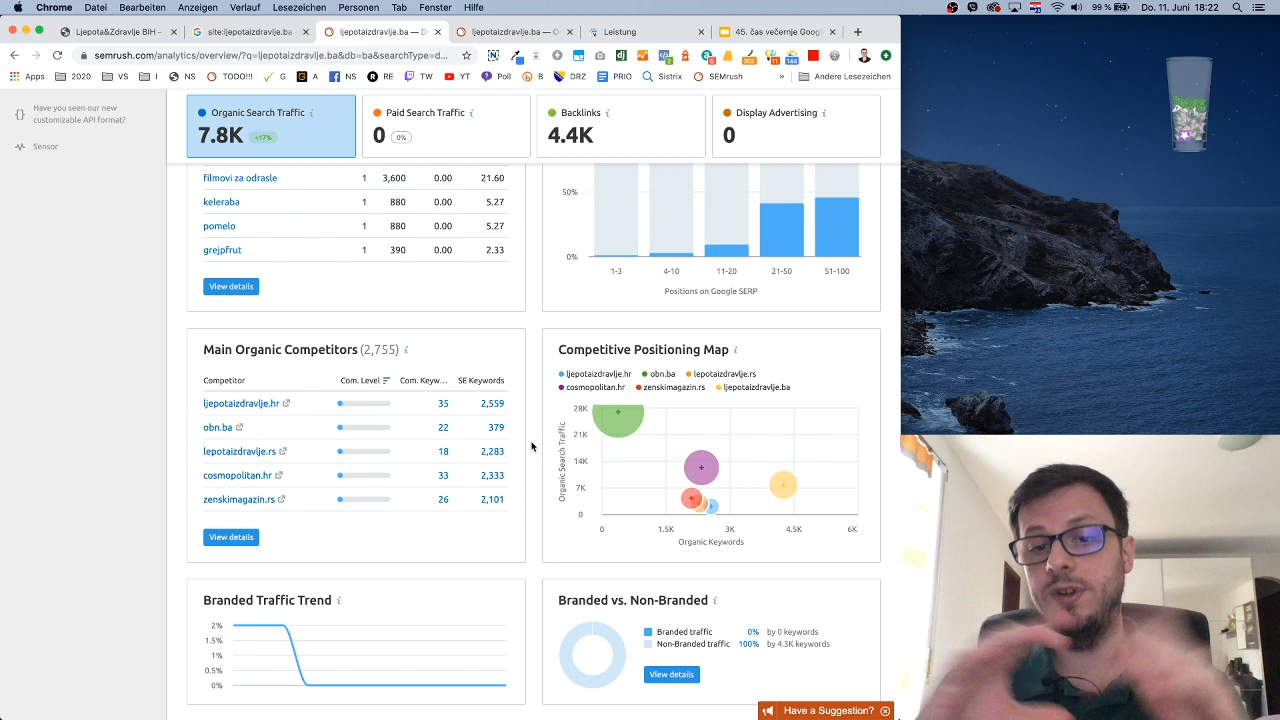 Chrome Datei Bearbeiten Anzeigen Verlauf Lesezeichen Personen Tab Fenster Hilfe 99 % Do. 11. Juni 18:22
Ljepota&Zdravlje BIH – site:ljepotaizdravlje.ba - G ljepotaizdravlje.ba – ljepotaizdravlje.ba – Or Leistung 45. čas večernje Googl
semrush.com/analytics/overview/?q=ljepotaizdravlje.ba&db=ba&searchType=d...
Apps 2020 VS I NS TODO!!! G A NS RE TW YT Poll BJ DRZ PRIO Sistrix SEMrush » Andere Lesezeichen
Have you seen our new
customizable API format?
Sensor
Organic Search Traffic Paid Search Traffic Backlinks Display Advertising
7.8K +17% 0 0% 4.4K 0
filmovi za odrasle 1 3,600 0.00 21.60
keleraba 1 880 0.00 5.27
pomelo 1 880 0.00 5.27
grejpfrut 1 390 0.00 2.33
View details
50%
0%
1-3 4-10 11-20 21-50 51-100
Positions on Google SERP
Main Organic Competitors (2,755)
Competitor Com. Level Com. Keyw... SE Keywords
ljepotaizdravlje.hr 35 2,559
obn.ba 22 379
lepotaizdravlje.rs 18 2,283
cosmopolitan.hr 33 2,333
zenskimagazin.rs 26 2,101
View details
Competitive Positioning Map
ljepotaizdravlje.hr obn.ba lepotaizdravlje.rs
cosmopolitan.hr zenskimagazin.rs ljepotaizdravlje.ba
Organic Search Traffic
28K
21K
14K
7K
0
0 1.5K 3K 4.5K 6K
Organic Keywords
Branded Traffic Trend
2%
1.5%
1%
0.5%
0%
Branded vs. Non-Branded
Branded traffic 0% by 0 keywords
Non-Branded traffic 100% by 4.3K keywords
View details
Have a Suggestion?